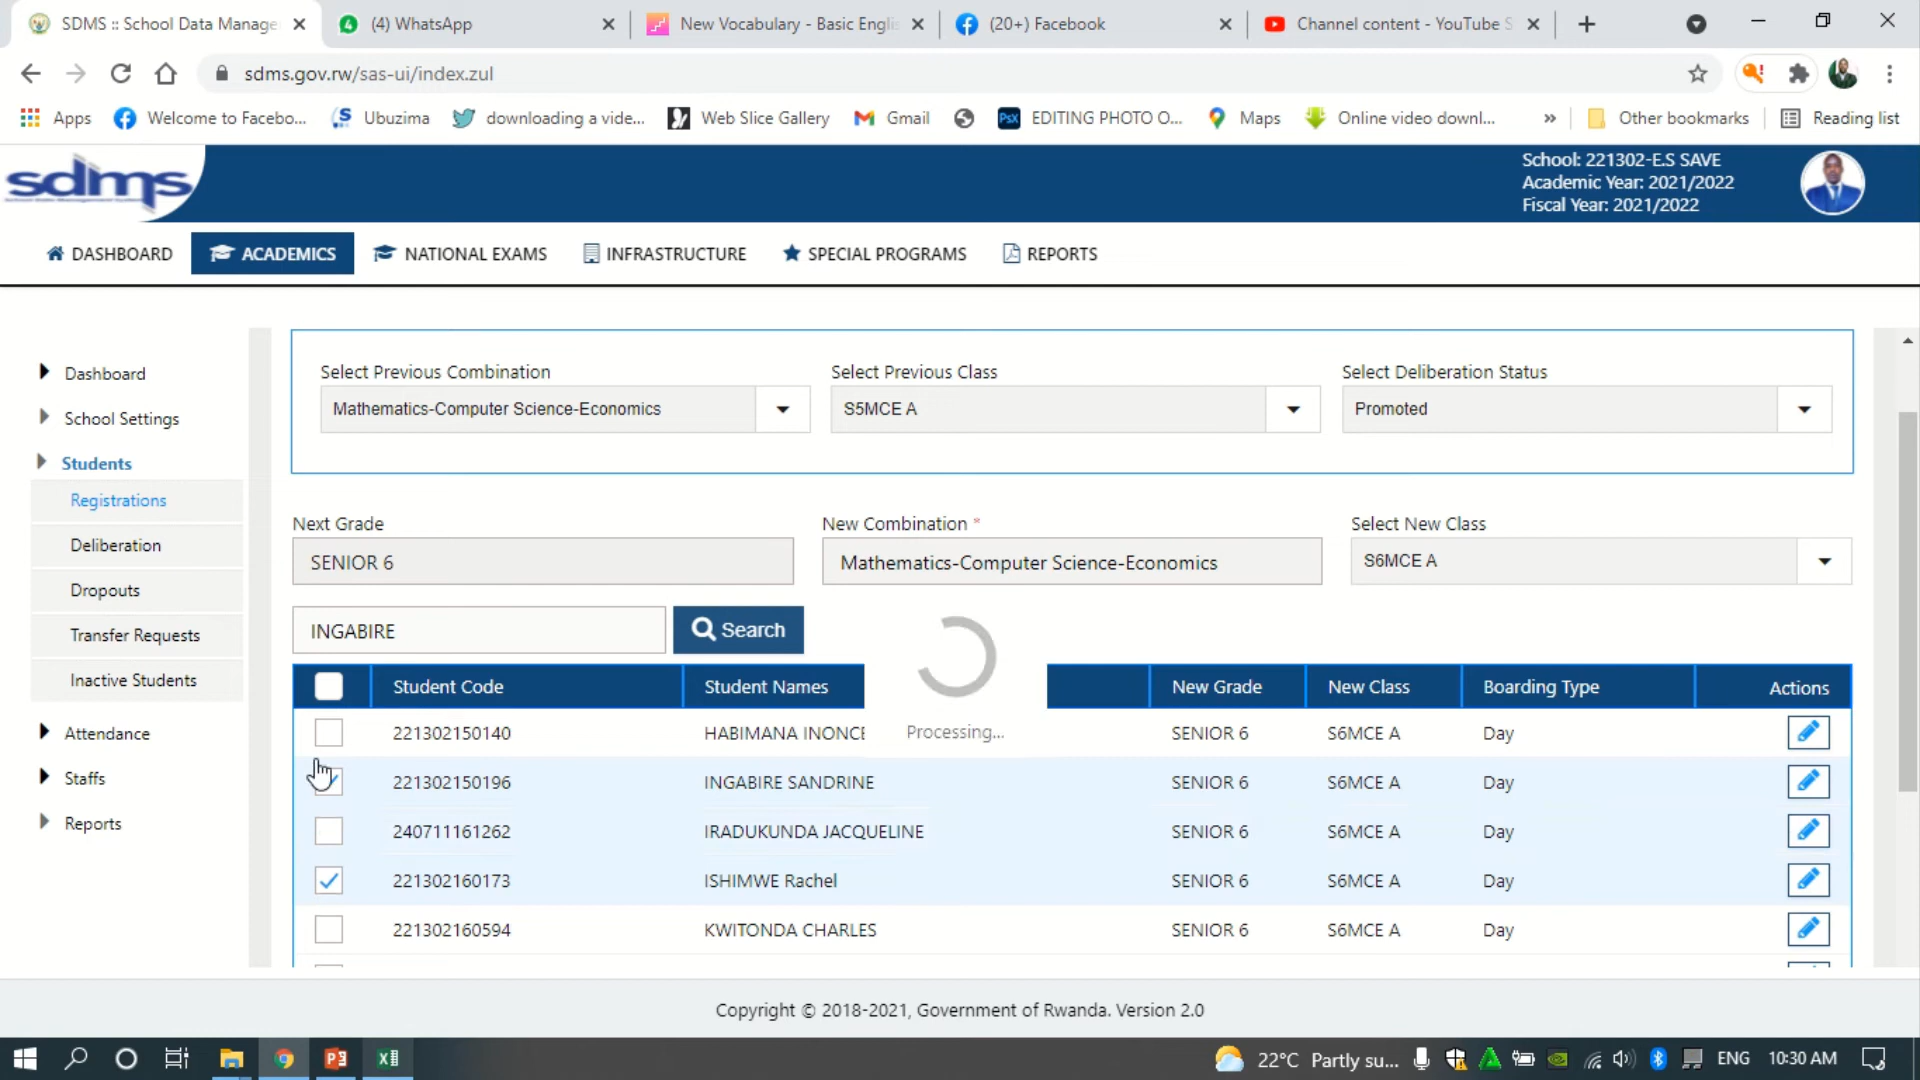 SDMS :: School Data Manage
(4) WhatsApp
New Vocabulary - Basic Engli
(20+) Facebook
Channel content - YouTube S
sdms.gov.rw/sas-ui/index.zul
Apps
Welcome to Facebo...
Ubuzima
downloading a vide...
Web Slice Gallery
Gmail
EDITING PHOTO O...
Maps
Online video downl...
»
Other bookmarks
Reading list
sdms
School: 221302-E.S SAVE
Academic Year: 2021/2022
Fiscal Year: 2021/2022
DASHBOARD
ACADEMICS
NATIONAL EXAMS
INFRASTRUCTURE
SPECIAL PROGRAMS
REPORTS
Dashboard
School Settings
Students
Registrations
Deliberation
Dropouts
Transfer Requests
Inactive Students
Attendance
Staffs
Reports
Select Previous Combination
Select Previous Class
Select Deliberation Status
Mathematics-Computer Science-Economics
S5MCE A
Promoted
Next Grade
New Combination *
Select New Class
SENIOR 6
Mathematics-Computer Science-Economics
S6MCE A
INGABIRE
Search
Processing...
Student Code Student Names New Grade New Class Boarding Type Actions
221302150140 HABIMANA INONCE SENIOR 6 S6MCE A Day
221302150196 INGABIRE SANDRINE SENIOR 6 S6MCE A Day
240711161262 IRADUKUNDA JACQUELINE SENIOR 6 S6MCE A Day
221302160173 ISHIMWE Rachel SENIOR 6 S6MCE A Day
221302160594 KWITONDA CHARLES SENIOR 6 S6MCE A Day
Copyright © 2018-2021, Government of Rwanda. Version 2.0
22°C Partly su...
ENG
10:30 AM